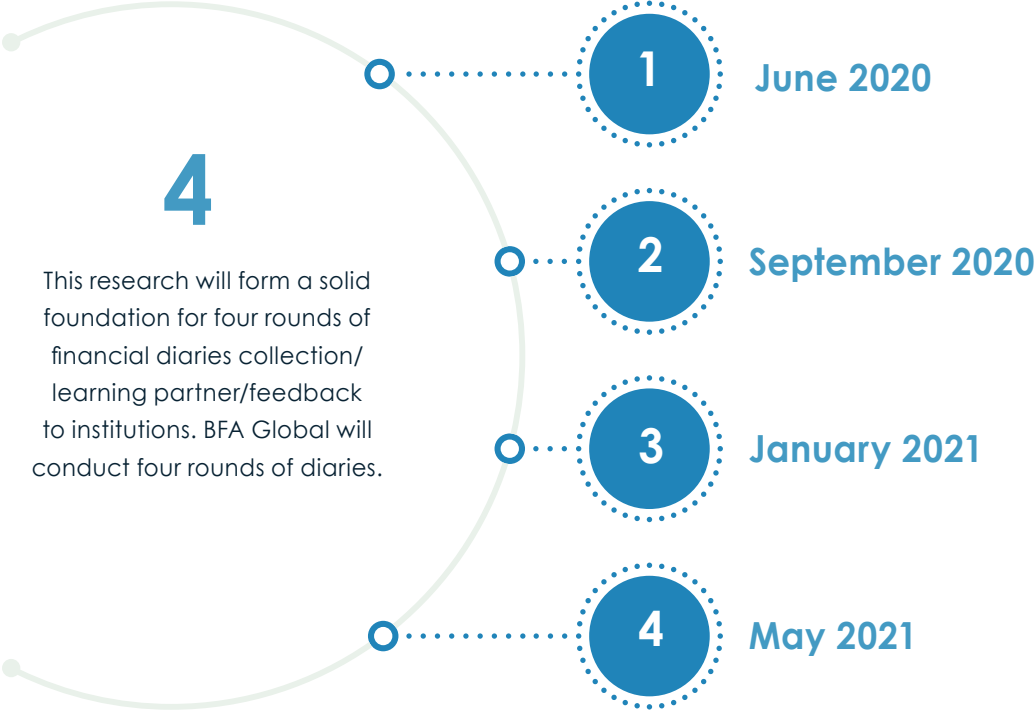 4
This research will form a solid
foundation for four rounds of
financial diaries collection/
learning partner/feedback
to institutions. BFA Global will
conduct four rounds of diaries.
1
June 2020
2
September 2020
3
January 2021
4
May 2021